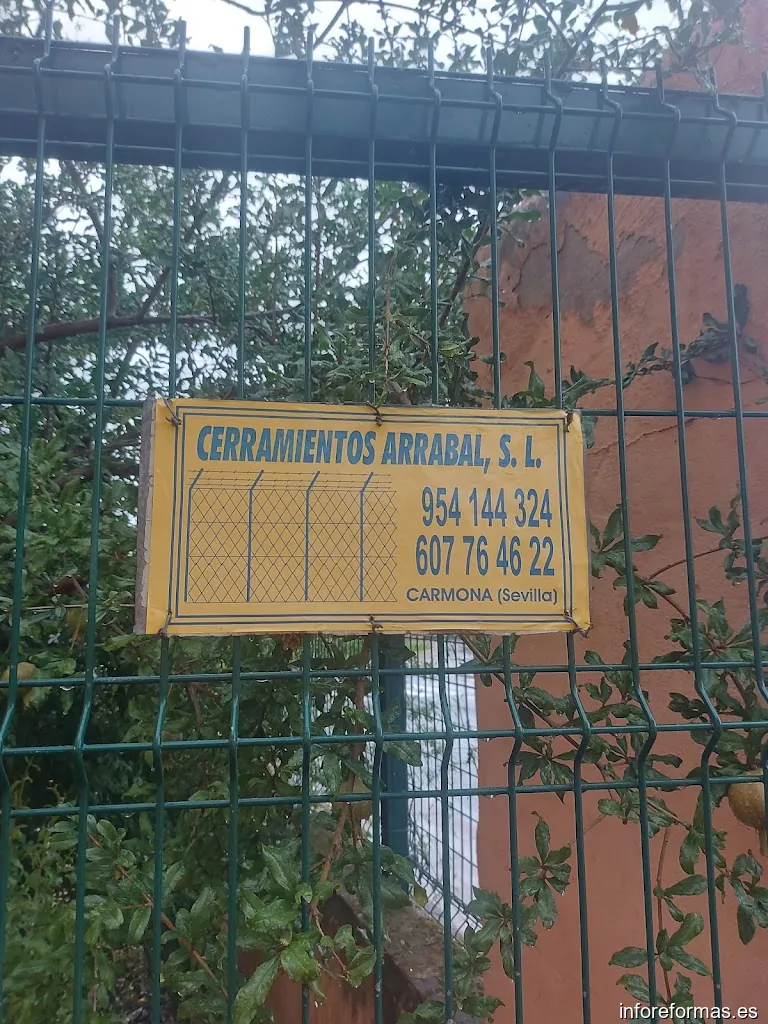 CERRAMIENTOS ARRABAL, S. L.
954 144 324
607 76 46 22
CARMONA (Sevilla)
inforeformas.es